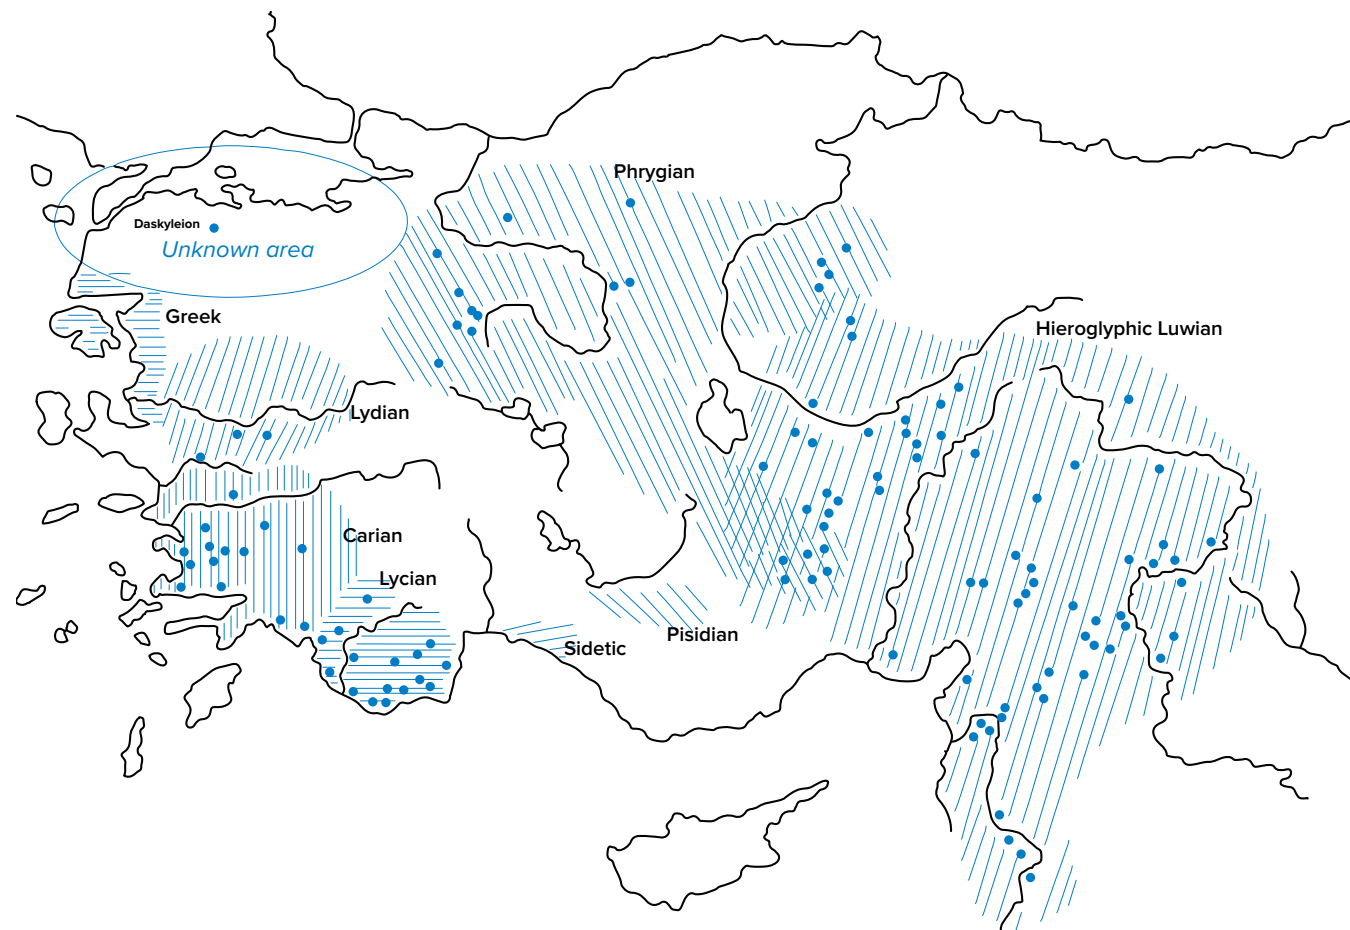 Phrygian
Daskyleion
Unknown area
Greek
Hieroglyphic Luwian
Lydian
Carian
Lycian
Pisidian
Sidetic